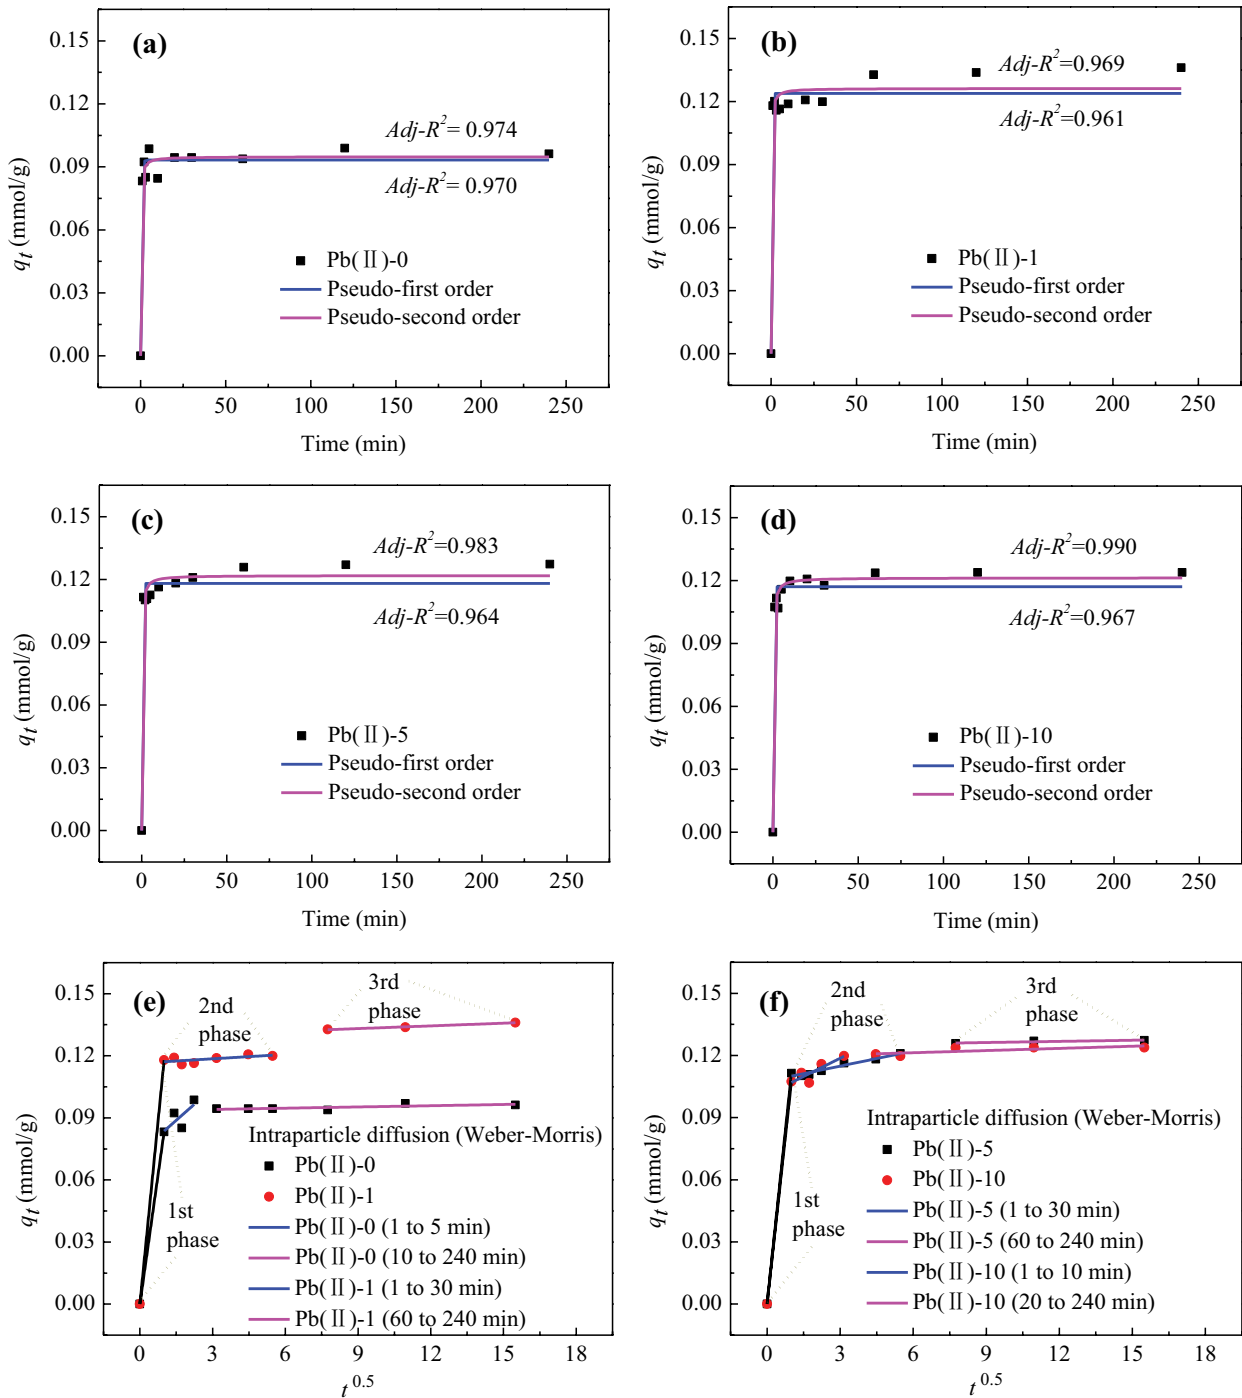 (a)
0.15
0.12
0.09
0.06
0.03
0.00
q_t (mmol/g)
Adj-R²= 0.974
Adj-R²= 0.970
Pb(Ⅱ)-0
Pseudo-first order
Pseudo-second order
0 50 100 150 200 250
Time (min)
(b)
0.15
0.12
0.09
0.06
0.03
0.00
q_t (mmol/g)
Adj-R²=0.969
Adj-R²=0.961
Pb(Ⅱ)-1
Pseudo-first order
Pseudo-second order
0 50 100 150 200 250
Time (min)
(c)
0.15
0.12
0.09
0.06
0.03
0.00
q_t (mmol/g)
Adj-R²=0.983
Adj-R²=0.964
Pb(Ⅱ)-5
Pseudo-first order
Pseudo-second order
0 50 100 150 200 250
Time (min)
(d)
0.15
0.12
0.09
0.06
0.03
0.00
q_t (mmol/g)
Adj-R²=0.990
Adj-R²=0.967
Pb(Ⅱ)-10
Pseudo-first order
Pseudo-second order
0 50 100 150 200 250
Time (min)
(e)
0.15
0.12
0.09
0.06
0.03
0.00
q_t (mmol/g)
2nd
phase
3rd
phase
1st
phase
Intraparticle diffusion (Weber-Morris)
Pb(Ⅱ)-0
Pb(Ⅱ)-1
Pb(Ⅱ)-0 (1 to 5 min)
Pb(Ⅱ)-0 (10 to 240 min)
Pb(Ⅱ)-1 (1 to 30 min)
Pb(Ⅱ)-1 (60 to 240 min)
0 3 6 9 12 15 18
t^0.5
(f)
0.15
0.12
0.09
0.06
0.03
0.00
q_t (mmol/g)
2nd
phase
3rd
phase
1st
phase
Intraparticle diffusion (Weber-Morris)
Pb(Ⅱ)-5
Pb(Ⅱ)-10
Pb(Ⅱ)-5 (1 to 30 min)
Pb(Ⅱ)-5 (60 to 240 min)
Pb(Ⅱ)-10 (1 to 10 min)
Pb(Ⅱ)-10 (20 to 240 min)
0 3 6 9 12 15 18
t^0.5